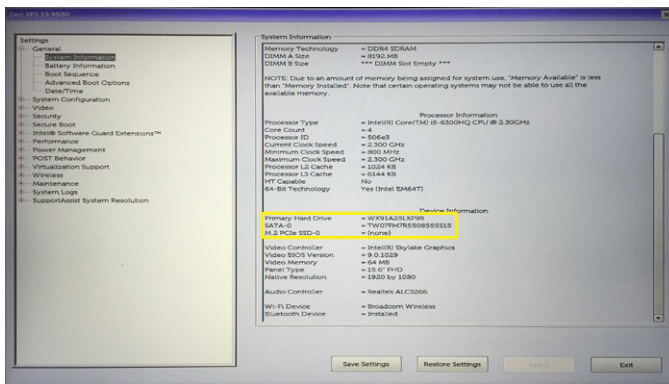 Dell XPS 15 9550
Settings
General
System Information
Battery Information
Boot Sequence
Advanced Boot Options
Date/Time
System Configuration
Video
Security
Secure Boot
Intel® Software Guard Extensions™
Performance
Power Management
POST Behavior
Virtualization Support
Wireless
Maintenance
System Logs
SupportAssist System Resolution
System Information
Memory Technology = DDR4 SDRAM
DIMM A Size = 8192 MB
DIMM B Size *** DIMM Slot Empty ***
NOTE: Due to an amount of memory being assigned for system use, "Memory Available" is less
than "Memory Installed". Note that certain operating systems may not be able to use all the
available memory.
Processor Information
Processor Type = Intel(R) Core(TM) i5-6300HQ CPU @ 2.30GHz
Core Count = 4
Processor ID = 506e3
Current Clock Speed = 2.300 GHz
Minimum Clock Speed = 800 MHz
Maximum Clock Speed = 2.300 GHz
Processor L2 Cache = 1024 KB
Processor L3 Cache = 6144 KB
HT Capable No
64-Bit Technology Yes (Intel EM64T)
Device Information
Primary Hard Drive =
SATA-0 =
M.2 PCIe SSD-0 = (none)
Video Controller = Intel(R) Skylake Graphics
Video BIOS Version = 9.0.1029
Video Memory = 64 MB
Panel Type = 15.6" FHD
Native Resolution = 1920 by 1080
Audio Controller = Realtek ALC3266
Wi-Fi Device = Broadcom Wireless
Bluetooth Device = Installed
Save Settings
Restore Settings
Apply
Exit